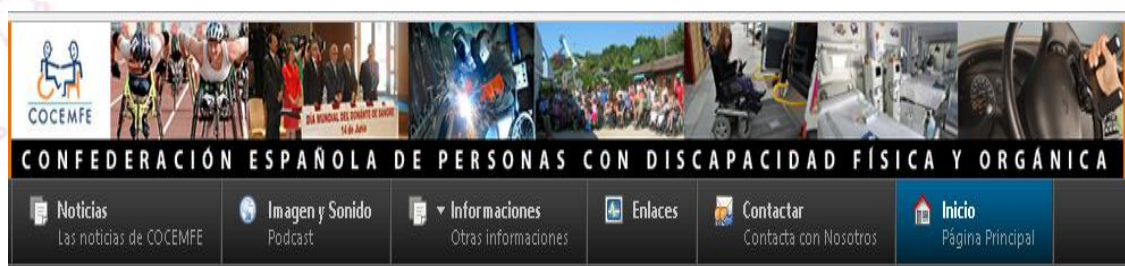 COCEMFE
DÍA MUNDIAL DEL DONANTE DE SANGRE
14 de Junio
CONFEDERACIÓN ESPAÑOLA DE PERSONAS CON DISCAPACIDAD FÍSICA Y ORGÁNICA
Noticias
Las noticias de COCEMFE
Imagen y Sonido
Podcast
Informaciones
Otras informaciones
Enlaces
Contactar
Contacta con Nosotros
Inicio
Página Principal